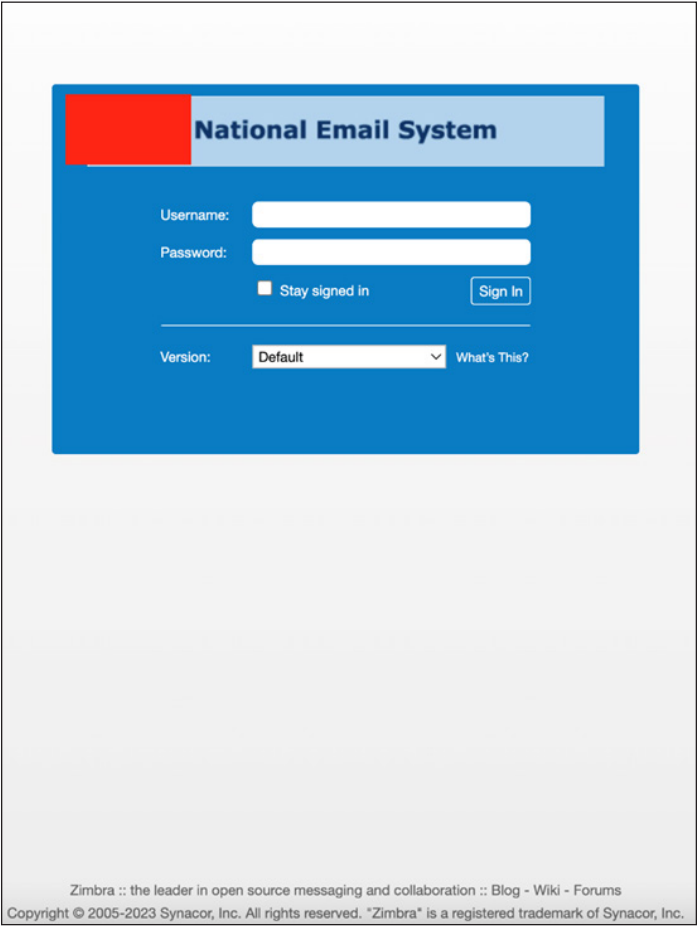 National Email System
Username:
Password:
Stay signed in
Sign In
Version:
Default
What's This?
Zimbra :: the leader in open source messaging and collaboration :: Blog - Wiki - Forums
Copyright © 2005-2023 Synacor, Inc. All rights reserved. "Zimbra" is a registered trademark of Synacor, Inc.